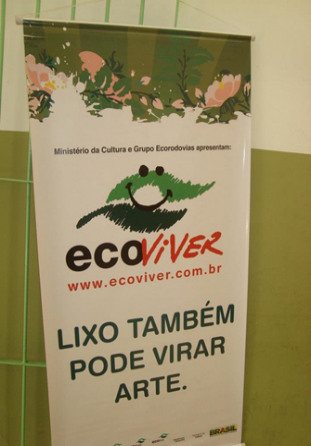 Ministério da Cultura e Grupo Ecorodovias apresentam:
ecoViVER
www.ecoviver.com.br
LIXO TAMBÉM
PODE VIRAR
ARTE.
BRASIL